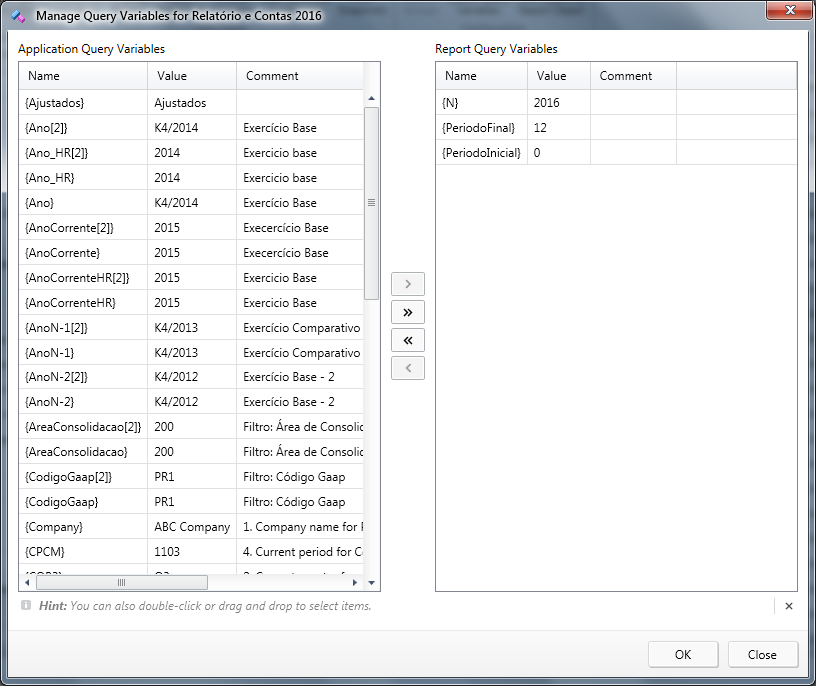 Manage Query Variables for Relatório e Contas 2016
Application Query Variables
Name Value Comment
{Ajustados} Ajustados
{Ano[2]} K4/2014 Exercício Base
{Ano_HR[2]} 2014 Exercicio base
{Ano_HR} 2014 Exercicio base
{Ano} K4/2014 Exercício Base
{AnoCorrente[2]} 2015 Execercício Base
{AnoCorrente} 2015 Execercício Base
{AnoCorrenteHR[2]} 2015 Exercicio Base
{AnoCorrenteHR} 2015 Exercicio Base
{AnoN-1[2]} K4/2013 Exercício Comparativo
{AnoN-1} K4/2013 Exercício Comparativo
{AnoN-2[2]} K4/2012 Exercício Base - 2
{AnoN-2} K4/2012 Exercício Base - 2
{AreaConsolidacao[2]} 200 Filtro: Área de Consolid
{AreaConsolidacao} 200 Filtro: Área de Consolid
{CodigoGaap[2]} PR1 Filtro: Código Gaap
{CodigoGaap} PR1 Filtro: Código Gaap
{Company} ABC Company 1. Company name for
{CPCM} 1103 4. Current period for
Report Query Variables
Name Value Comment
{N} 2016
{PeriodoFinal} 12
{PeriodoInicial} 0
Hint: You can also double-click or drag and drop to select items.
OK Close